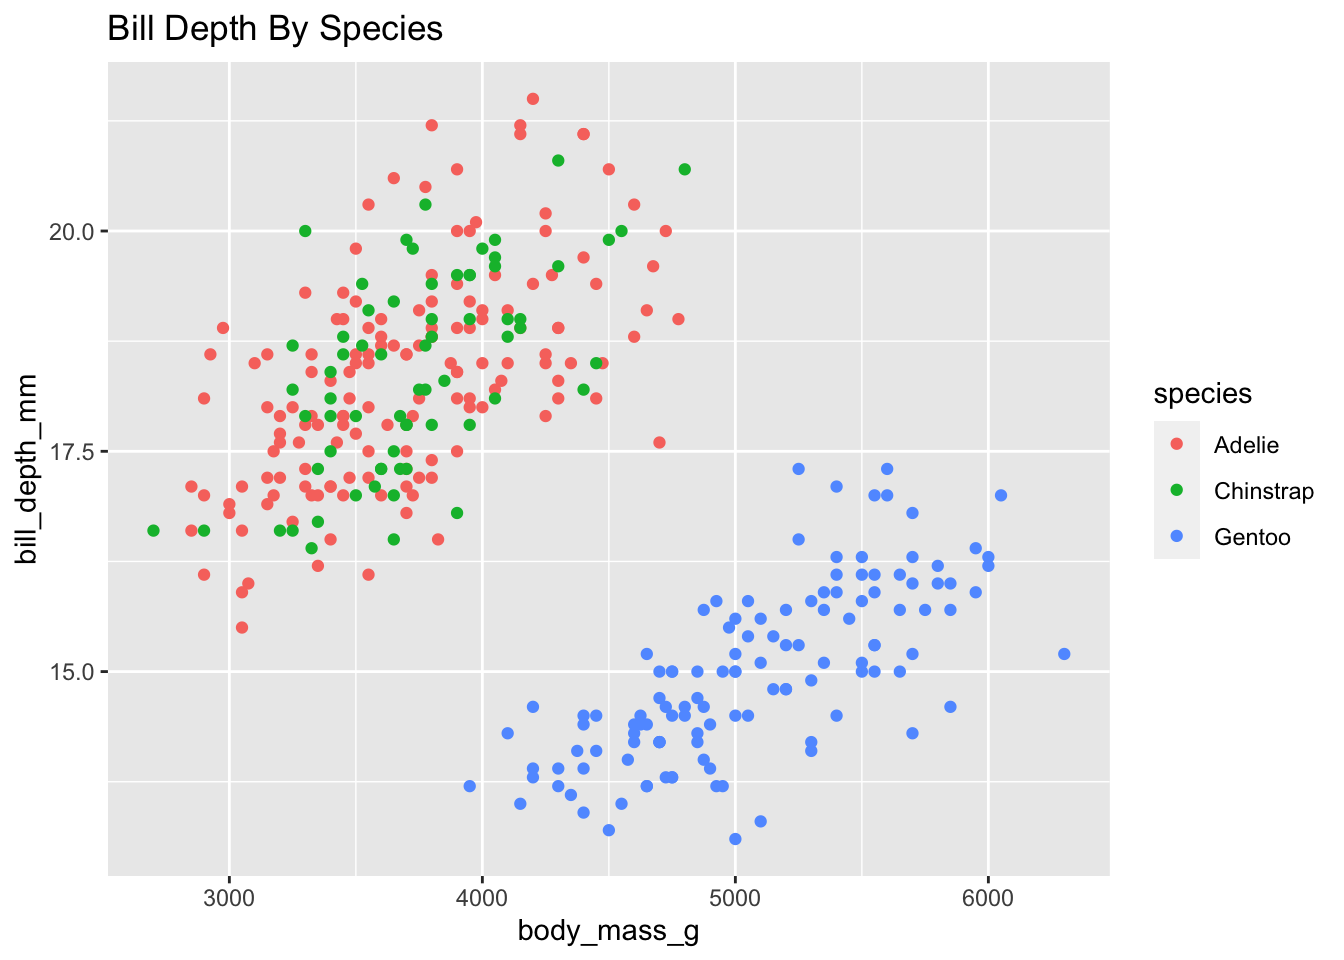 Bill Depth By Species
20.0
17.5
15.0
bill_depth_mm
3000 4000 5000 6000
body_mass_g
species
Adelie
Chinstrap
Gentoo